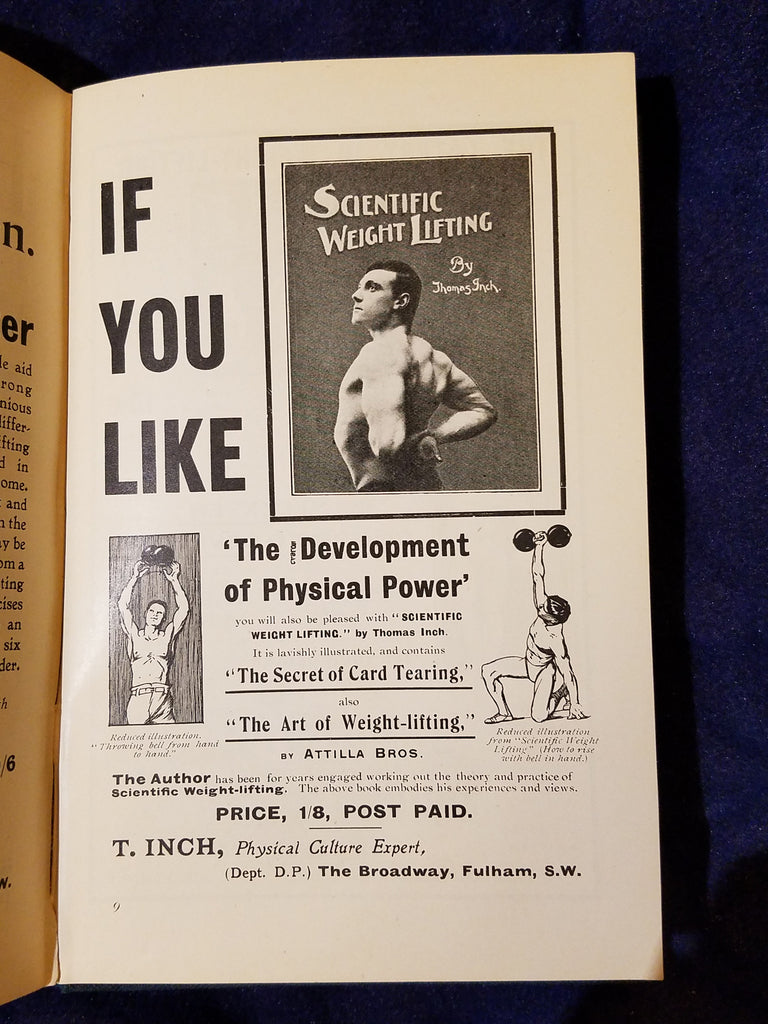 n.
er
le aid
rong
nious
liffer-
fting
d in
ome.
and
n the
ay be
om a
ting
cises
an
six
der.
h
/6
w.
IF
YOU
LIKE
SCIENTIFIC
WEIGHT LIFTING
By
Thomas Inch.
'The Development
of Physical Power'
you will also be pleased with "SCIENTIFIC
WEIGHT LIFTING." by Thomas Inch.
It is lavishly illustrated, and contains
"The Secret of Card Tearing,"
also
"The Art of Weight-lifting,"
BY ATTILLA BROS.
Reduced illustration.
"Throwing bell from hand
to hand."
Reduced illustration
from "Scientific Weight
Lifting" (How to rise
with bell in hand.)
The Author has been for years engaged working out the theory and practice of
Scientific Weight-lifting. The above book embodies his experiences and views.
PRICE, 1/8, POST PAID.
T. INCH, Physical Culture Expert,
(Dept. D.P.) The Broadway, Fulham, S.W.
9